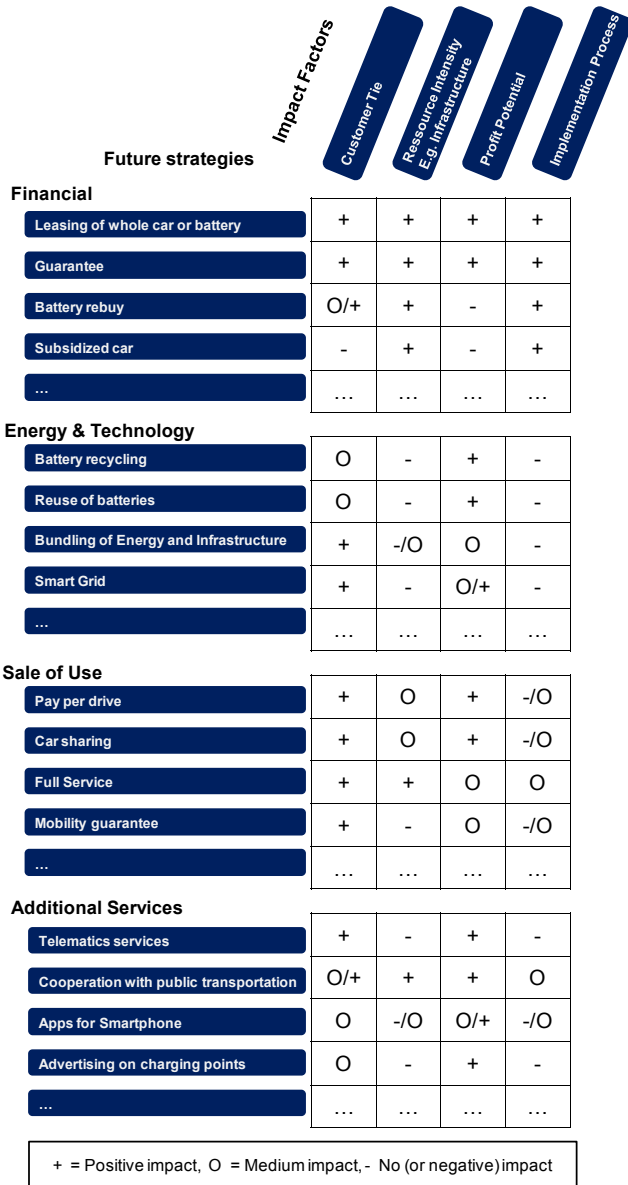 Impact Factors
Customer Tie
Ressource Intensity
E.g. Infrastructure
Profit Potential
Implementation Process
Future strategies
Financial
Leasing of whole car or battery + + + +
Guarantee + + + +
Battery rebuy O/+ + - +
Subsidized car - + - +
... ... ... ... ...
Energy & Technology
Battery recycling O - + -
Reuse of batteries O - + -
Bundling of Energy and Infrastructure + -/O O -
Smart Grid + - O/+ -
... ... ... ... ...
Sale of Use
Pay per drive + O + -/O
Car sharing + O + -/O
Full Service + + O O
Mobility guarantee + - O -/O
... ... ... ... ...
Additional Services
Telematics services + - + -
Cooperation with public transportation O/+ + + O
Apps for Smartphone O -/O O/+ -/O
Advertising on charging points O - + -
... ... ... ... ...
+ = Positive impact, O = Medium impact, - No (or negative) impact